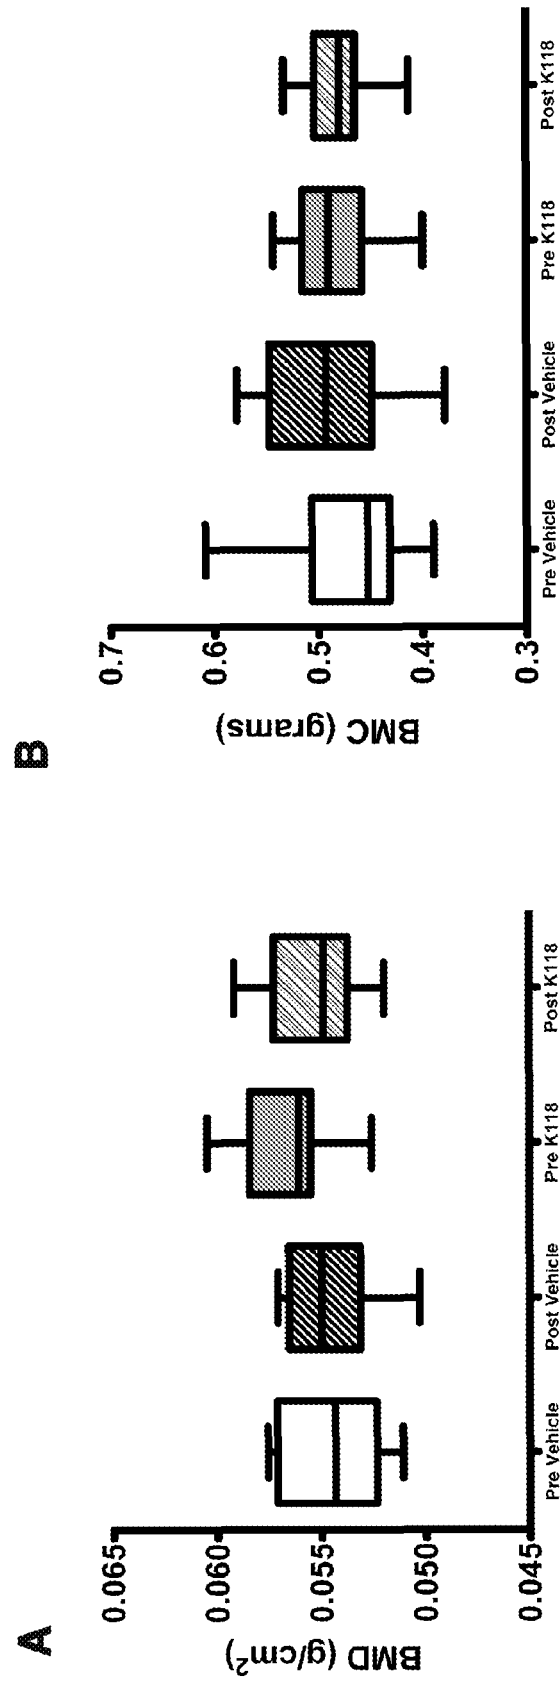 A
BMD (g/cm²)
0.065
0.060
0.055
0.050
0.045
Pre Vehicle
Post Vehicle
Pre K118
Post K118
B
BMC (grams)
0.7
0.6
0.5
0.4
0.3
Pre Vehicle
Post Vehicle
Pre K118
Post K118